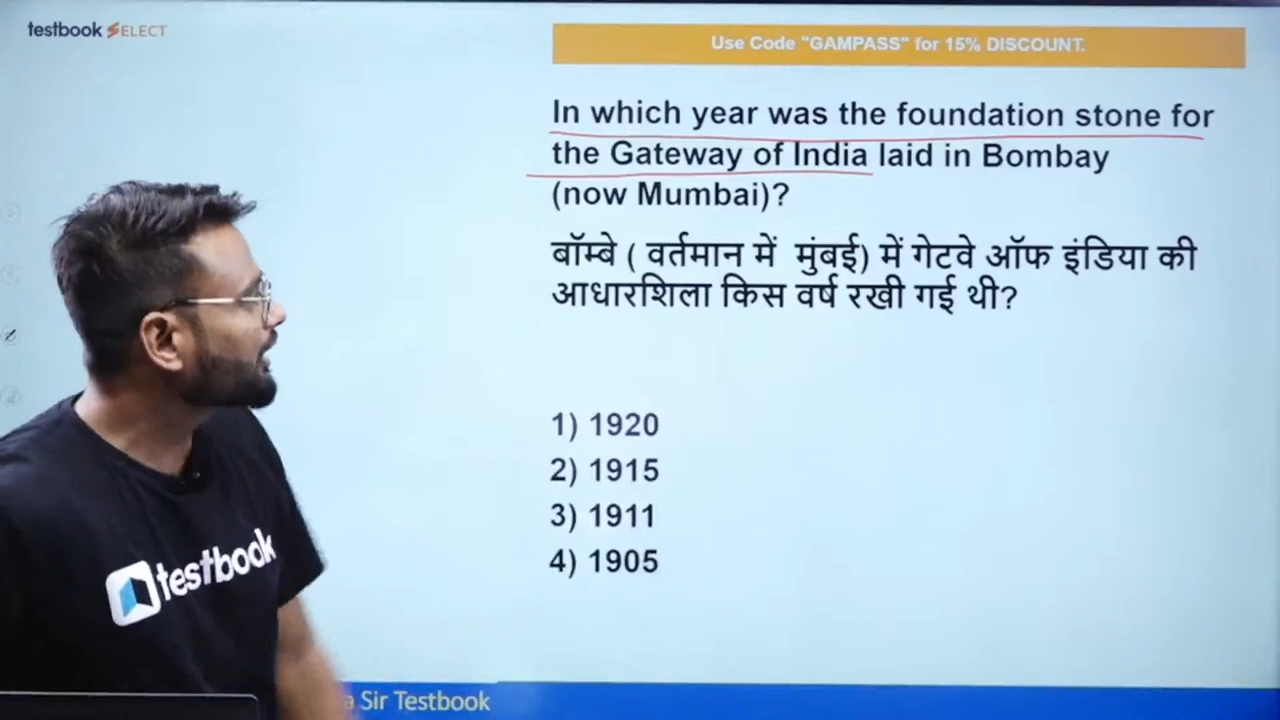 testbook SELECT
Use Code "GAMPASS" for 15% DISCOUNT.
In which year was the foundation stone for
the Gateway of India laid in Bombay
(now Mumbai)?
बॉम्बे ( वर्तमान में मुंबई) में गेटवे ऑफ इंडिया की
आधारशिला किस वर्ष रखी गई थी?
1) 1920
2) 1915
3) 1911
4) 1905
testbook
Sir Testbook